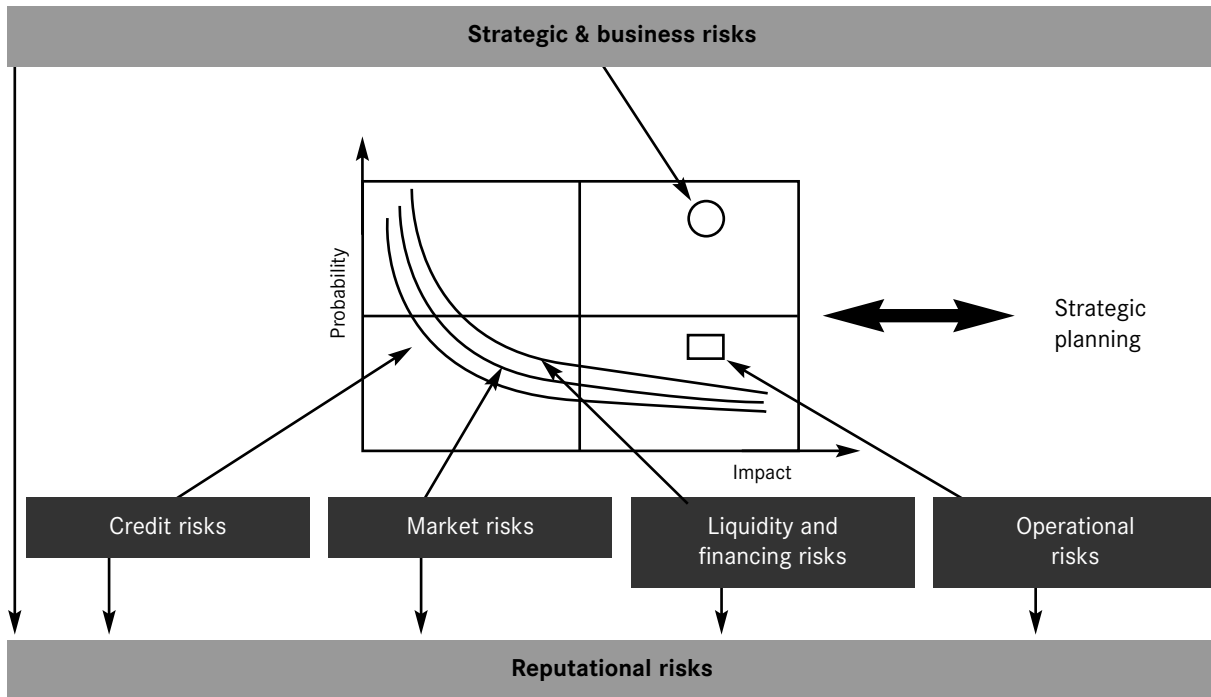 Strategic & business risks
Probability
Strategic
planning
Impact
Credit risks
Market risks
Liquidity and
financing risks
Operational
risks
Reputational risks